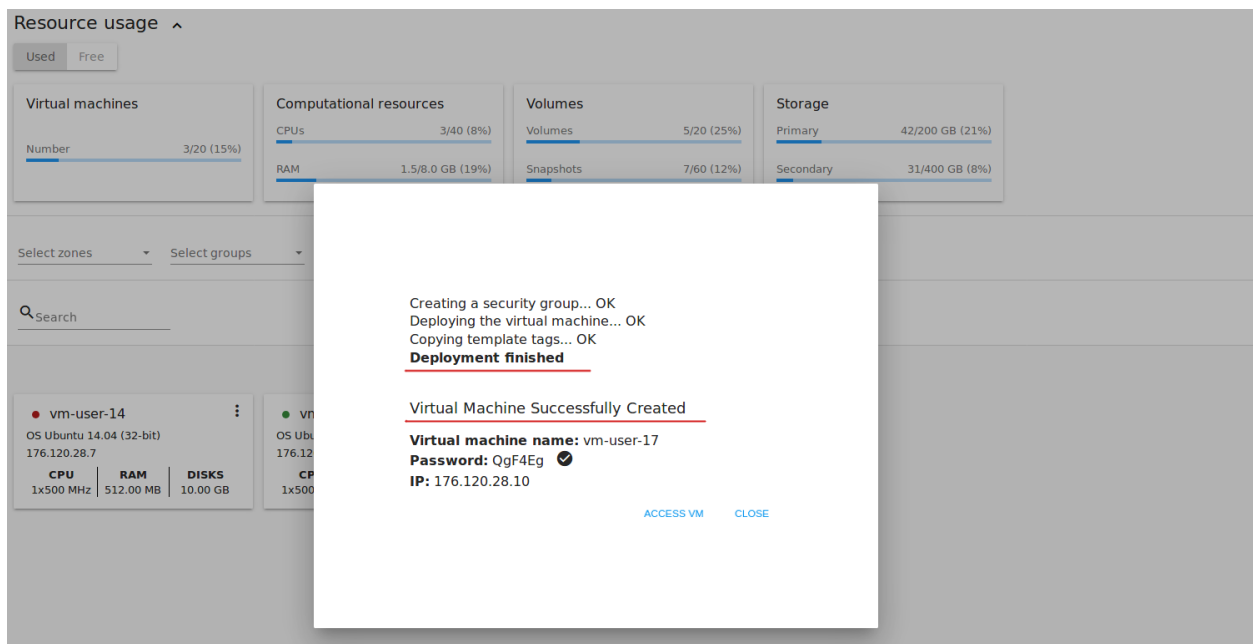 Resource usage
Used Free
Virtual machines
Number 3/20 (15%)
Computational resources
CPUs 3/40 (8%)
RAM 1.5/8.0 GB (19%)
Volumes
Volumes 5/20 (25%)
Snapshots 7/60 (12%)
Storage
Primary 42/200 GB (21%)
Secondary 31/400 GB (8%)
Select zones Select groups
Search
vm-user-14
OS Ubuntu 14.04 (32-bit)
176.120.28.7
CPU RAM DISKS
1x500 MHz 512.00 MB 10.00 GB
Creating a security group... OK
Deploying the virtual machine... OK
Copying template tags... OK
Deployment finished
Virtual Machine Successfully Created
Virtual machine name: vm-user-17
Password: QgF4Eg
IP: 176.120.28.10
ACCESS VM CLOSE